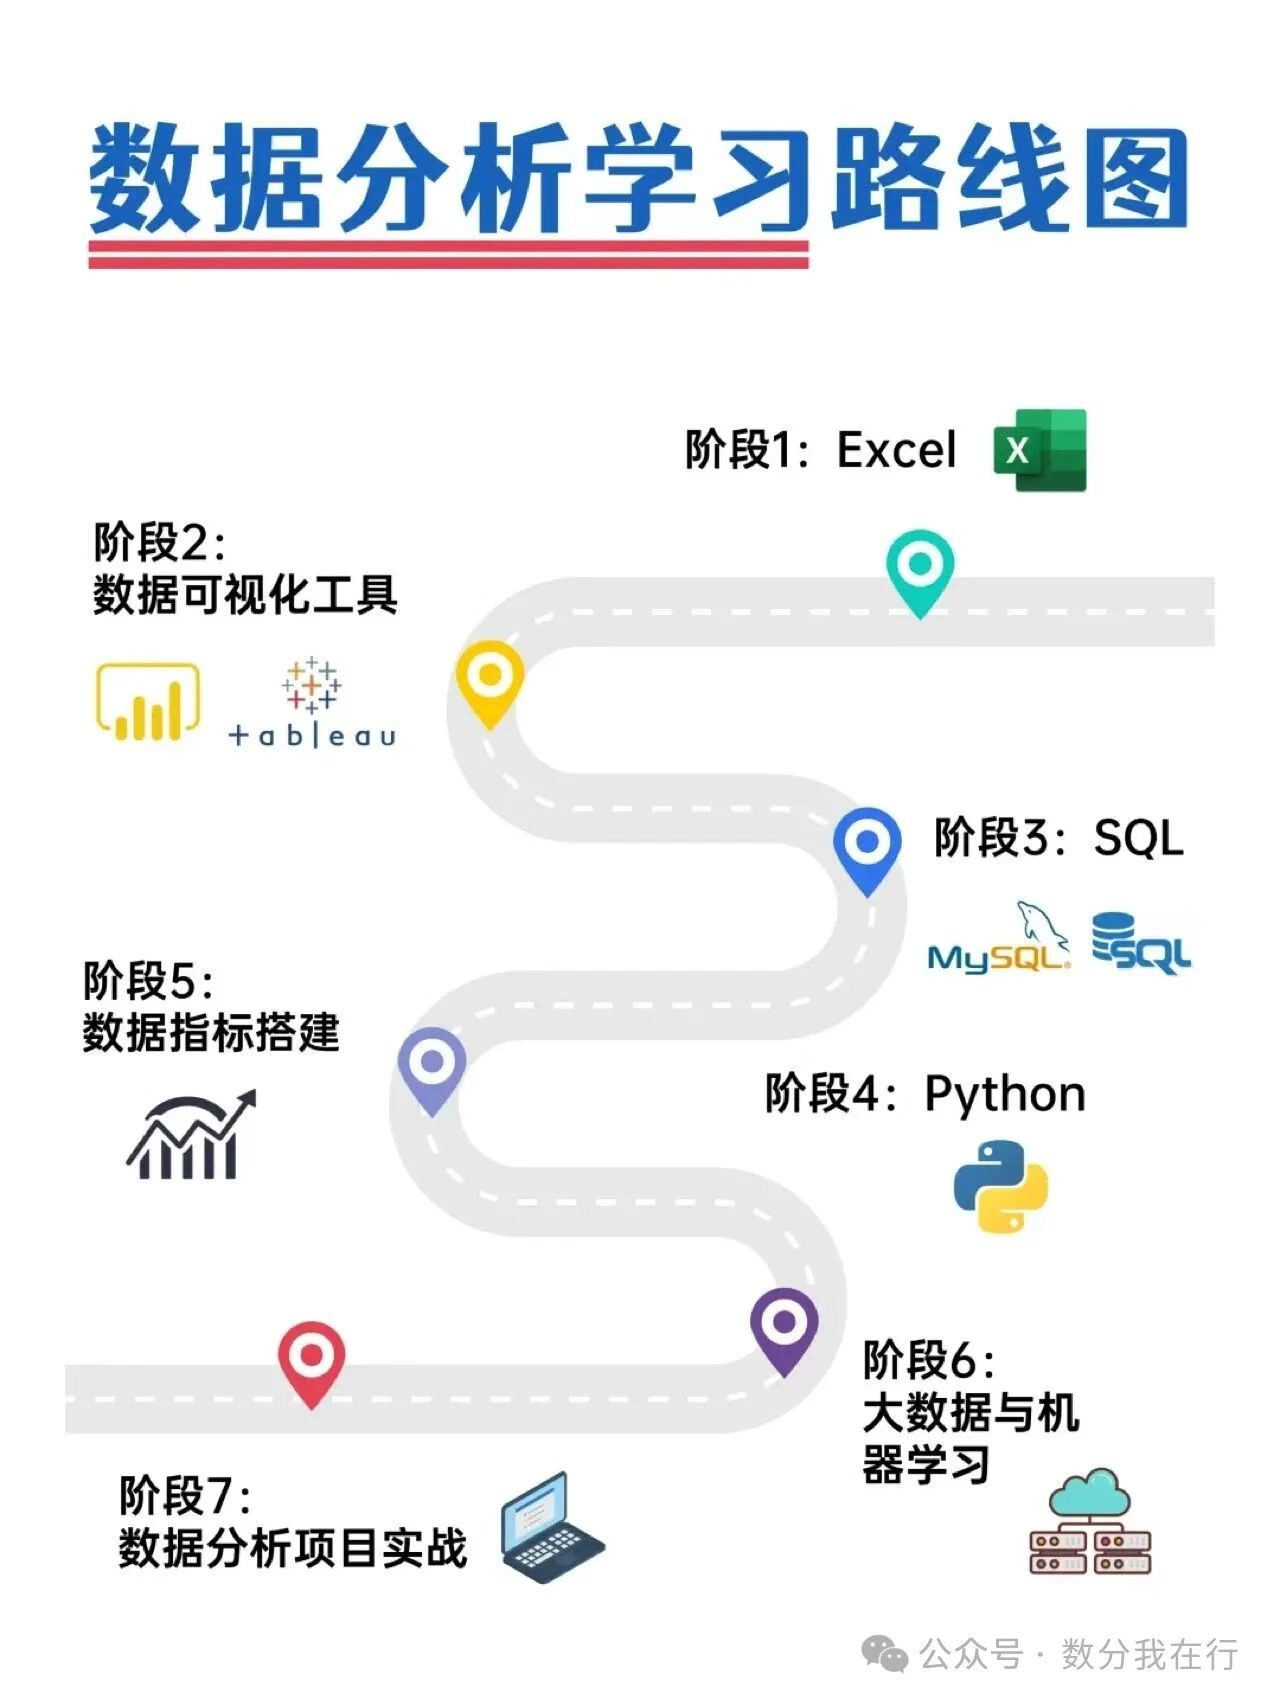 数据分析学习路线图
阶段1：Excel
X
阶段2：
数据可视化工具
+ableau
阶段3：SQL
MySQL®
SQL
阶段5：
数据指标搭建
阶段4：Python
阶段6：
大数据与机
器学习
阶段7：
数据分析项目实战
公众号·数分我在行